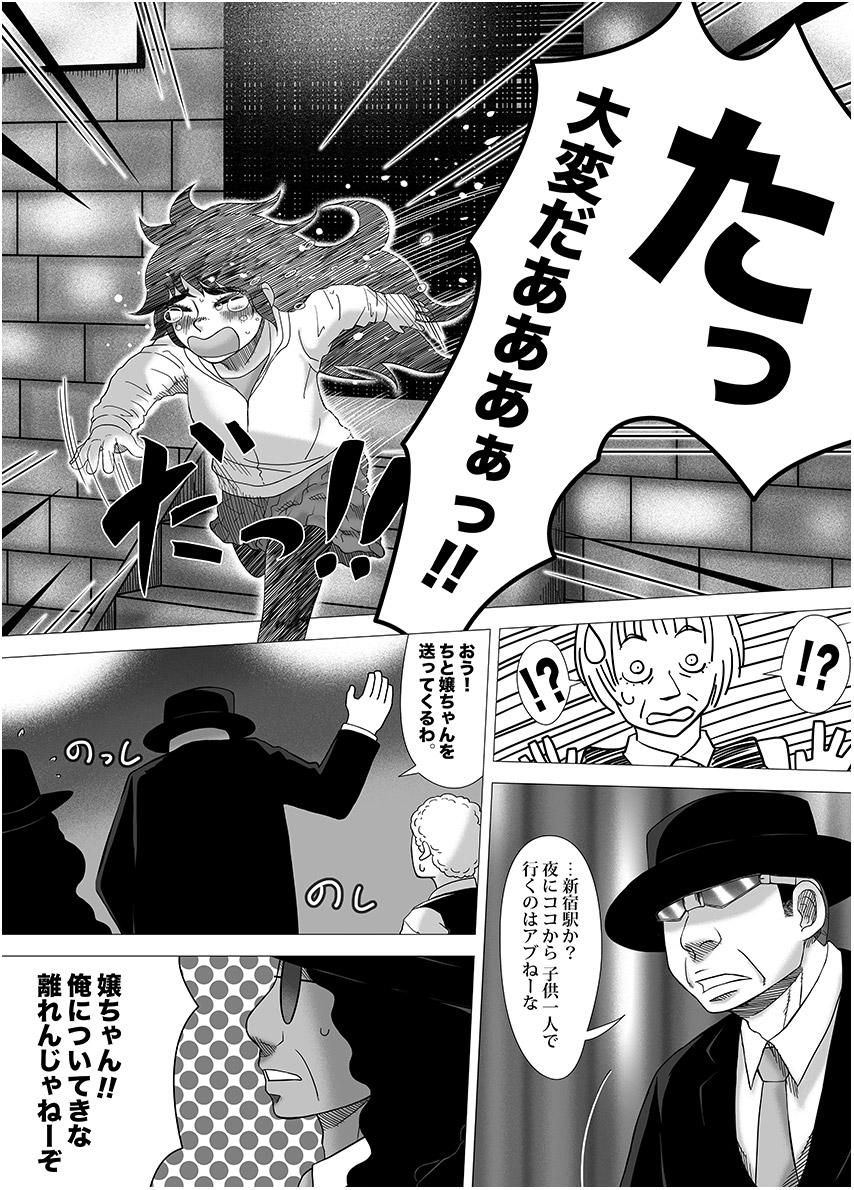 たっ
大変だああああぁっ!!
だっ!!
!?
!?
…新宿駅か?
夜にココから子供一人で
行くのはアブねーな
おう!
ちと嬢ちゃんを
送ってくるわ。
のっし
のし
嬢ちゃん!!
俺についてきな
離れんじゃねーぞ